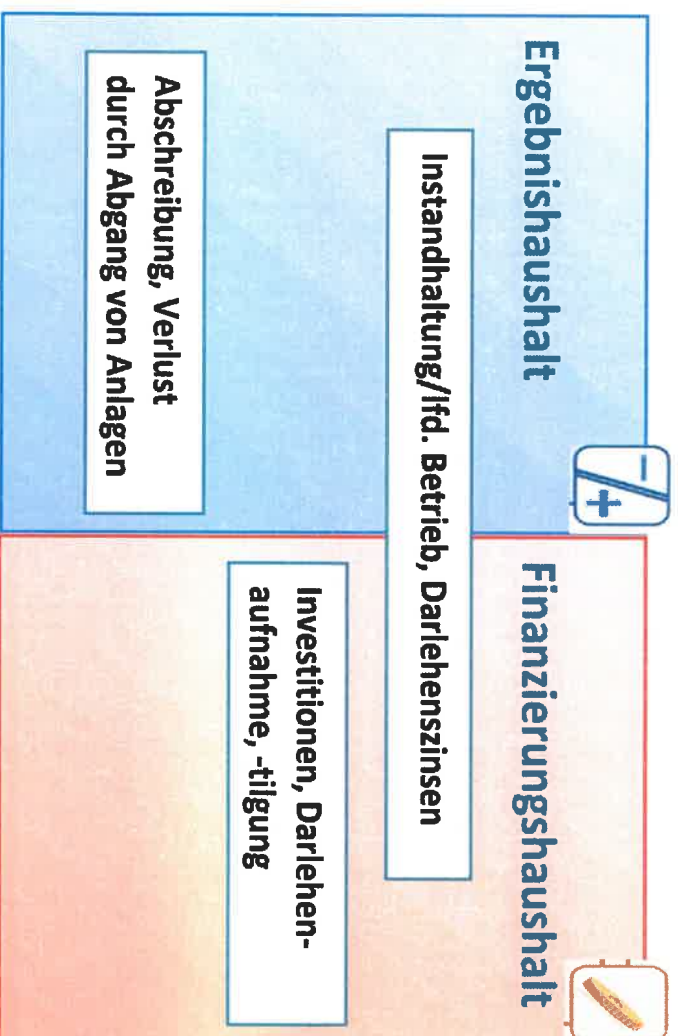 Ergebnishaushalt
Finanzierungshaushalt
Instandhaltung/lfd. Betrieb, Darlehenszinsen
Investitionen, Darlehen-
aufnahme, -tilgung
Abschreibung, Verlust
durch Abgang von Anlagen